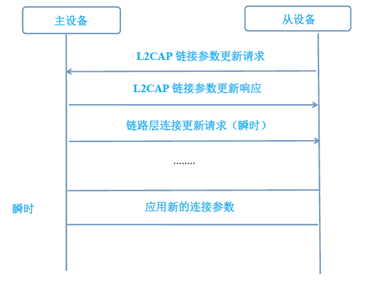 主设备
从设备
L2CAP 链接参数更新请求
L2CAP 链接参数更新响应
链路层连接更新请求（瞬时）
........
瞬时
应用新的连接参数